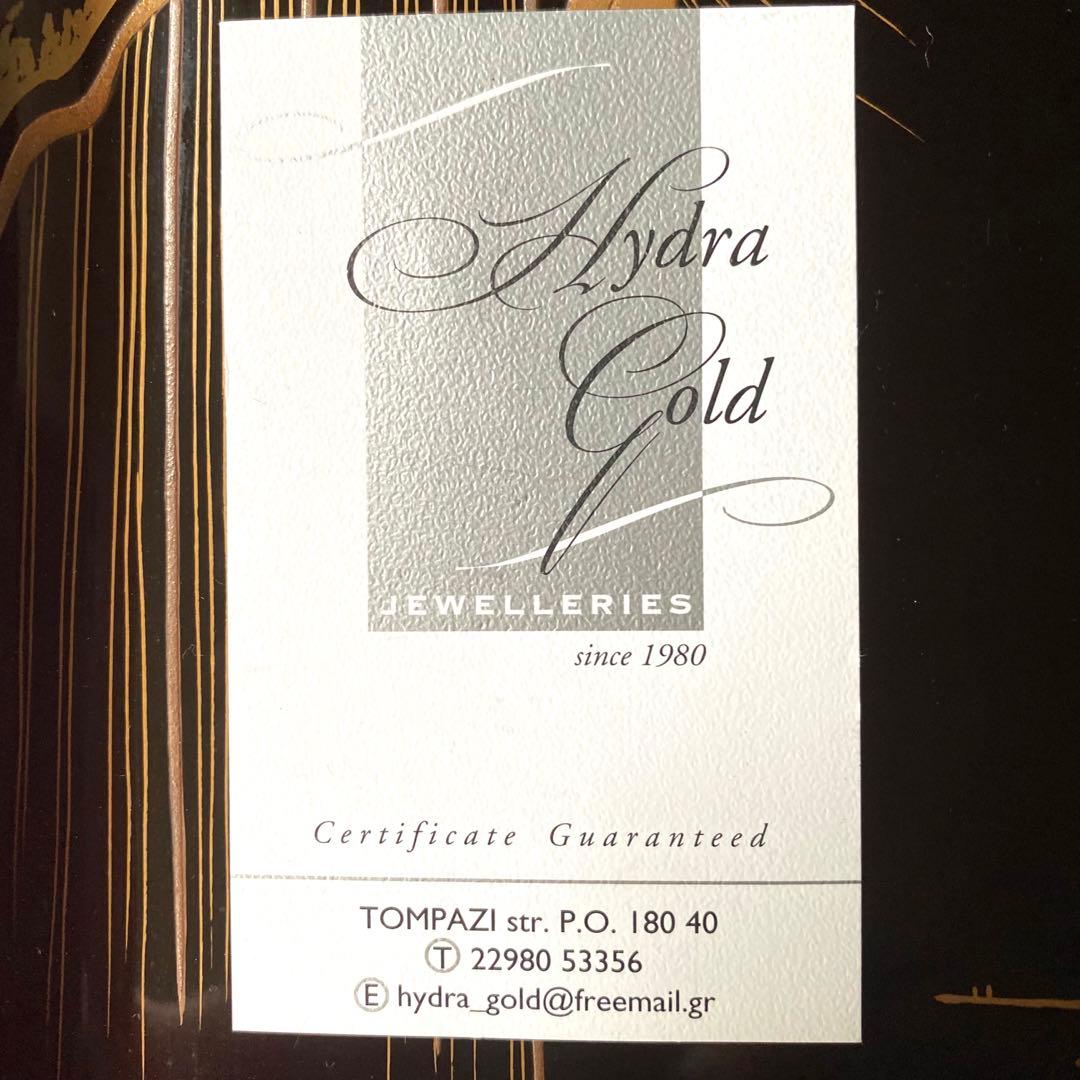 Hydra
Gold
JEWELLERIES
since 1980
Certificate Guaranteed
TOMPAZI str. P.O. 180 40
T 22980 53356
E hydra_gold@freemail.gr